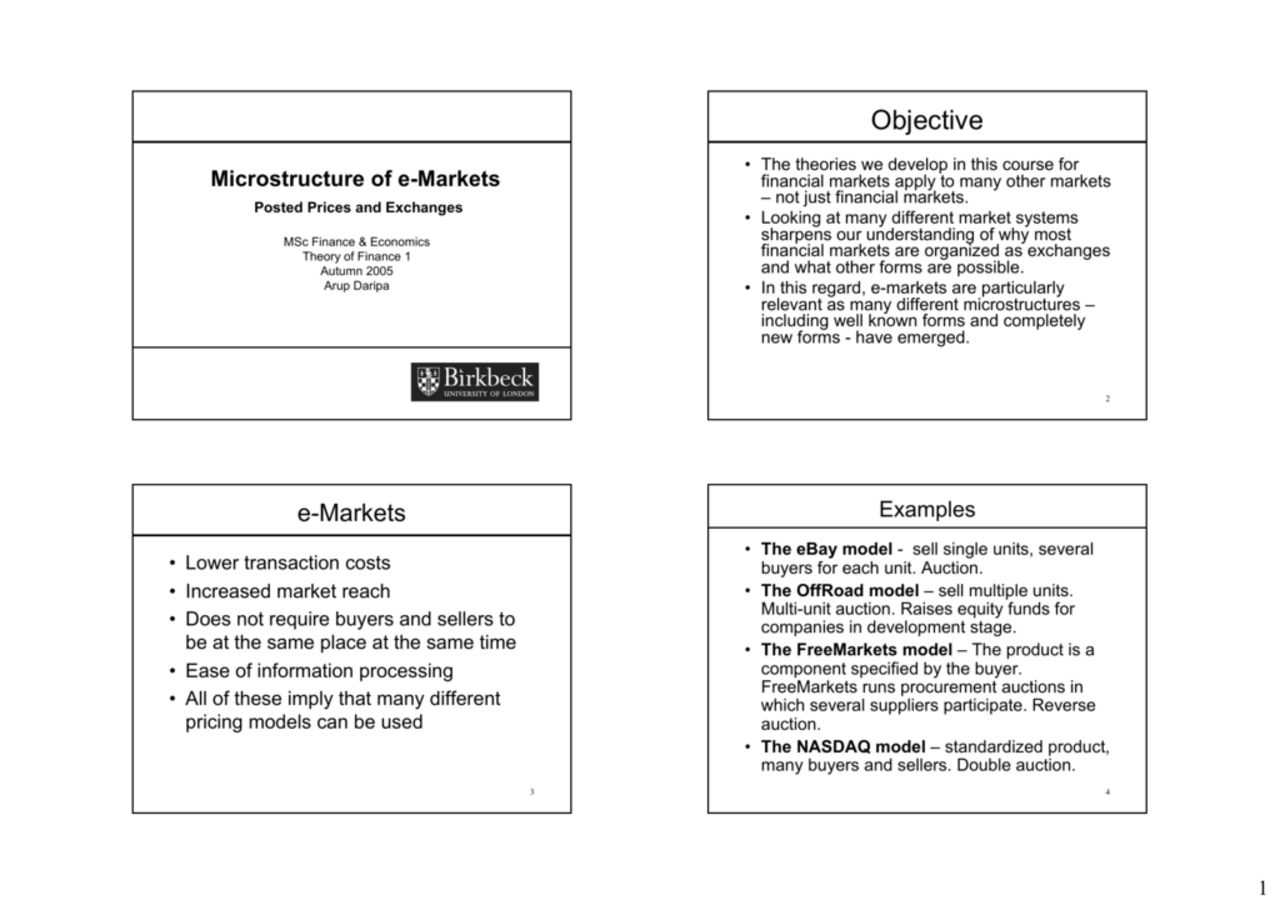 Microstructure of e-Markets
Posted Prices and Exchanges
MSc Finance & Economics
Theory of Finance 1
Autumn 2005
Arup Daripa
Birkbeck
UNIVERSITY OF LONDON
Objective
• The theories we develop in this course for
financial markets apply to many other markets
– not just financial markets.
• Looking at many different market systems
sharpens our understanding of why most
financial markets are organized as exchanges
and what other forms are possible.
• In this regard, e-markets are particularly
relevant as many different microstructures –
including well known forms and completely
new forms - have emerged.
2
e-Markets
• Lower transaction costs
• Increased market reach
• Does not require buyers and sellers to
be at the same place at the same time
• Ease of information processing
• All of these imply that many different
pricing models can be used
3
Examples
• The eBay model - sell single units, several
buyers for each unit. Auction.
• The OffRoad model – sell multiple units.
Multi-unit auction. Raises equity funds for
companies in development stage.
• The FreeMarkets model – The product is a
component specified by the buyer.
FreeMarkets runs procurement auctions in
which several suppliers participate. Reverse
auction.
• The NASDAQ model – standardized product,
many buyers and sellers. Double auction.
4
1